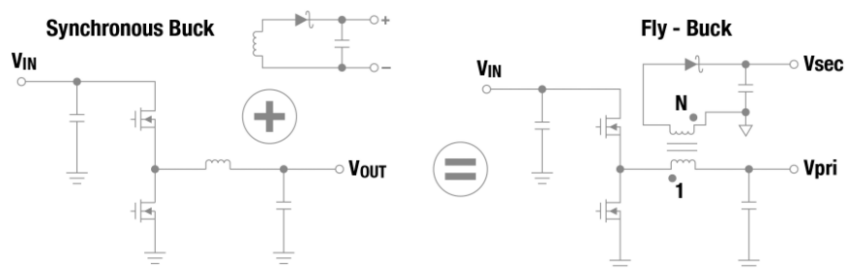 Synchronous Buck
+
−
VIN
VOUT
Fly - Buck
VIN
Vsec
N
Vpri
1